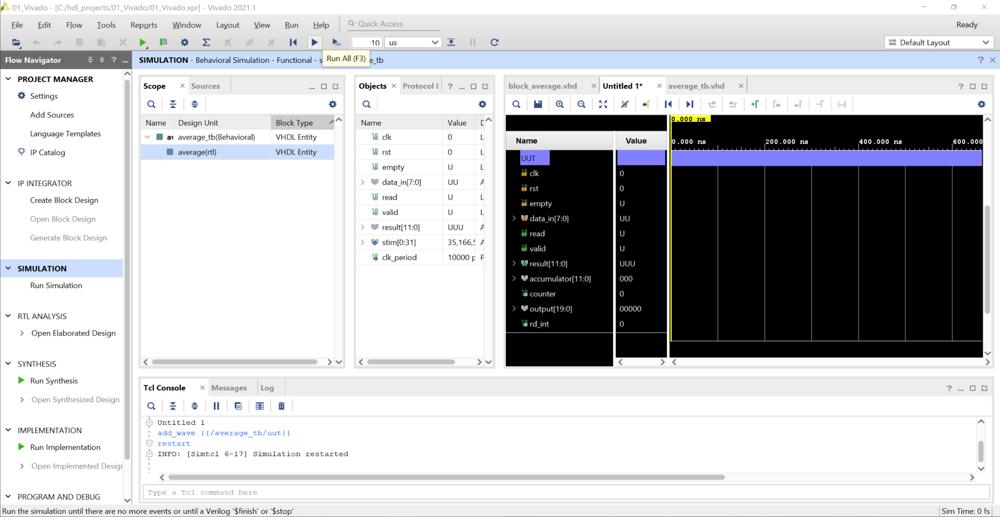 01_Vivado - [C:/hdl_projects/01_Vivado/01_Vivado.xpr] - Vivado 2021.1
File Edit Flow Tools Reports Window Layout View Run Help Quick Access Ready
10 us Default Layout
Run All (F3)
Flow Navigator
SIMULATION - Behavioral Simulation - Functional - s e_tb
PROJECT MANAGER
Settings
Add Sources
Language Templates
IP Catalog
IP INTEGRATOR
Create Block Design
Open Block Design
Generate Block Design
SIMULATION
Run Simulation
RTL ANALYSIS
Open Elaborated Design
SYNTHESIS
Run Synthesis
Open Synthesized Design
IMPLEMENTATION
Run Implementation
Open Implemented Desigr
PROGRAM AND DEBUG
Scope Sources
Name Design Unit Block Type
av average_tb(Behavioral) VHDL Entity
average(rtl) VHDL Entity
Objects Protocol I
Name Value
clk 0 L
rst 0 L
empty U L
data_in[7:0] UU A
read U L
valid U L
result[11:0] UUU A
stim[0:31] 35,166,5 A
clk_period 10000 p P
block_average.vhd Untitled 1* average_tb.vhd
Name Value
UUT
clk 0
rst 0
empty U
data_in[7:0] UU
read U
valid U
result[11:0] UUU
accumulator[11:0] 000
counter 0
output[19:0] 00000
rd_int 0
0.000 ns
0.000 ns 200.000 ns 400.000 ns 600.000
Tcl Console Messages Log
Untitled 1
add_wave {{/average_tb/uut}}
restart
INFO: [Simtcl 6-17] Simulation restarted
Type a Tcl command here
Run the simulation until there are no more events or until a Verilog '$finish' or '$stop'
Sim Time: 0 fs